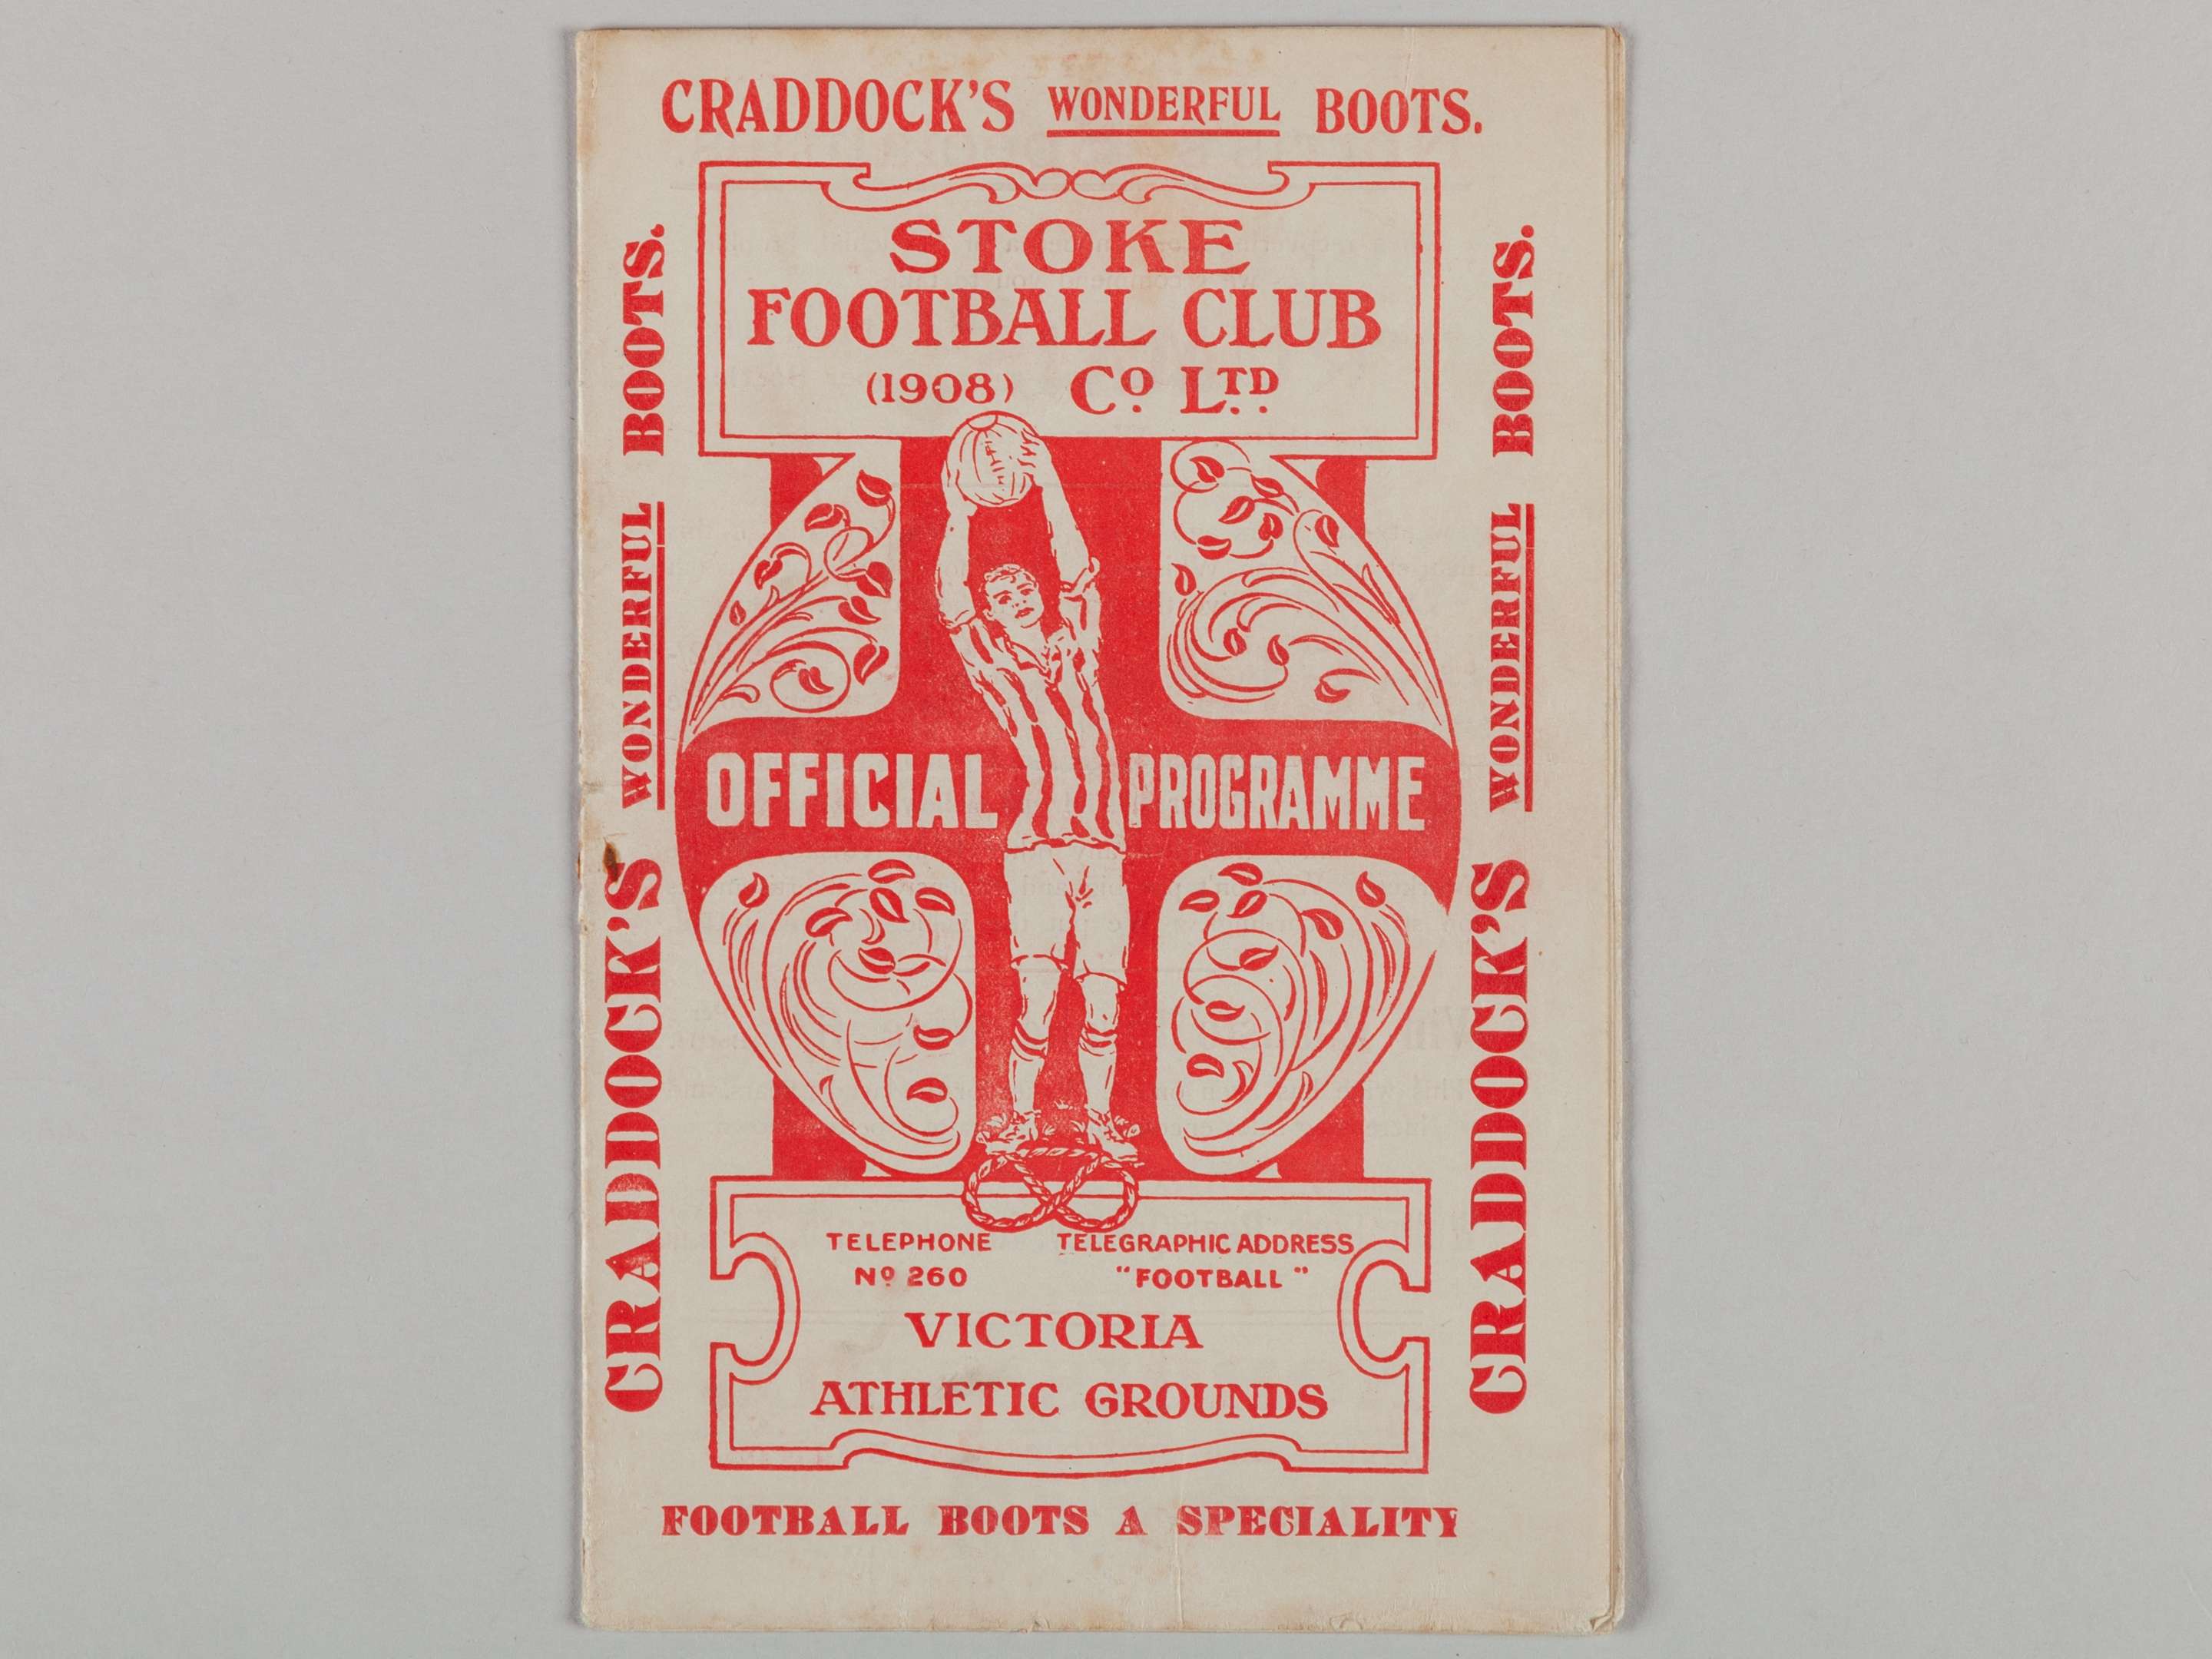 CRADDOCK'S WONDERFUL BOOTS.
STOKE
FOOTBALL CLUB
(1908) Co. LTD.
CRADDOCK'S WONDERFUL BOOTS.
CRADDOCK'S WONDERFUL BOOTS.
OFFICIAL PROGRAMME
TELEPHONE
No 260
TELEGRAPHIC ADDRESS
"FOOTBALL"
VICTORIA
ATHLETIC GROUNDS
FOOTBALL BOOTS A SPECIALITY